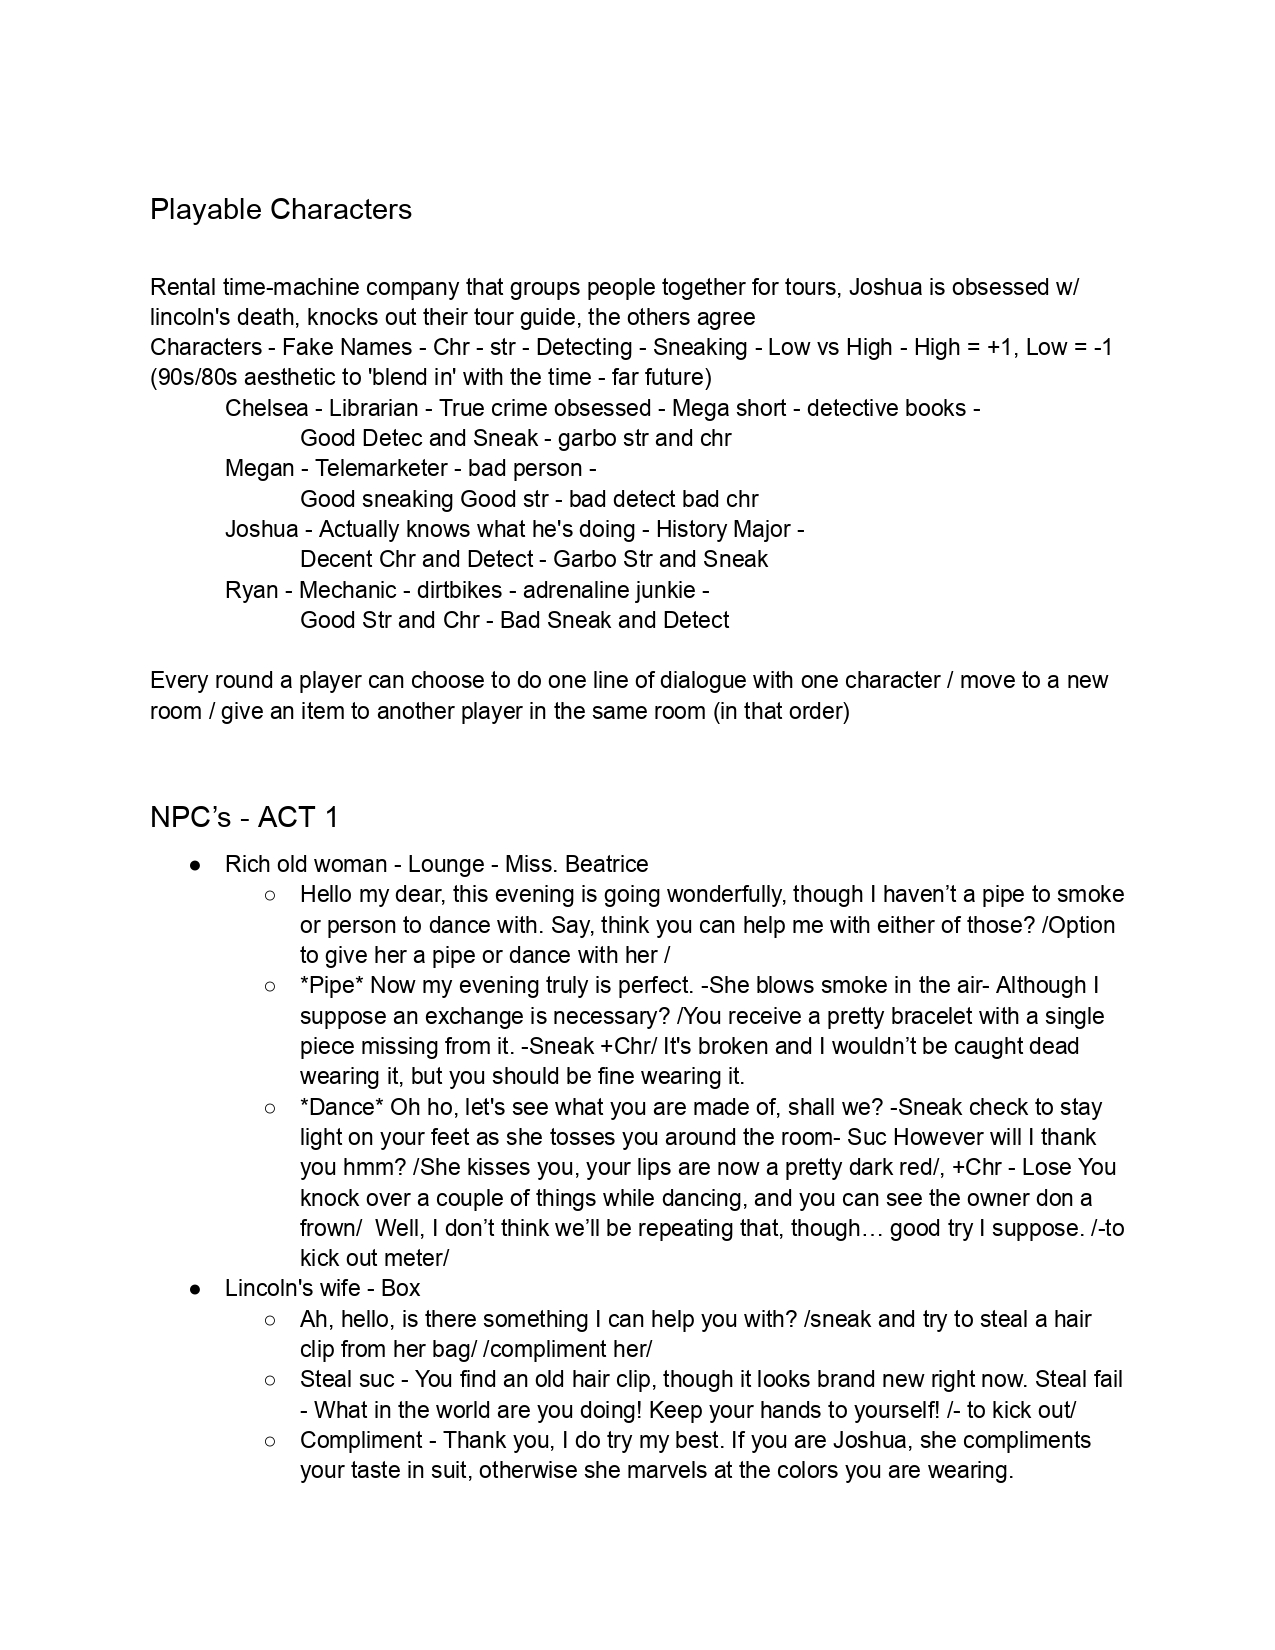 Playable Characters
Rental time-machine company that groups people together for tours, Joshua is obsessed w/
lincoln's death, knocks out their tour guide, the others agree
Characters - Fake Names - Chr - str - Detecting - Sneaking - Low vs High - High = +1, Low = -1
(90s/80s aesthetic to 'blend in' with the time - far future)
Chelsea - Librarian - True crime obsessed - Mega short - detective books -
Good Detec and Sneak - garbo str and chr
Megan - Telemarketer - bad person -
Good sneaking Good str - bad detect bad chr
Joshua - Actually knows what he's doing - History Major -
Decent Chr and Detect - Garbo Str and Sneak
Ryan - Mechanic - dirtbikes - adrenaline junkie -
Good Str and Chr - Bad Sneak and Detect
Every round a player can choose to do one line of dialogue with one character / move to a new
room / give an item to another player in the same room (in that order)
NPC’s - ACT 1
● Rich old woman - Lounge - Miss. Beatrice
○ Hello my dear, this evening is going wonderfully, though I haven’t a pipe to smoke
or person to dance with. Say, think you can help me with either of those? /Option
to give her a pipe or dance with her /
○ *Pipe* Now my evening truly is perfect. -She blows smoke in the air- Although I
suppose an exchange is necessary? /You receive a pretty bracelet with a single
piece missing from it. -Sneak +Chr/ It's broken and I wouldn’t be caught dead
wearing it, but you should be fine wearing it.
○ *Dance* Oh ho, let's see what you are made of, shall we? -Sneak check to stay
light on your feet as she tosses you around the room- Suc However will I thank
you hmm? /She kisses you, your lips are now a pretty dark red/, +Chr - Lose You
knock over a couple of things while dancing, and you can see the owner don a
frown/  Well, I don’t think we’ll be repeating that, though… good try I suppose. /-to
kick out meter/
● Lincoln's wife - Box
○ Ah, hello, is there something I can help you with? /sneak and try to steal a hair
clip from her bag/ /compliment her/
○ Steal suc - You find an old hair clip, though it looks brand new right now. Steal fail
- What in the world are you doing! Keep your hands to yourself! /- to kick out/
○ Compliment - Thank you, I do try my best. If you are Joshua, she compliments
your taste in suit, otherwise she marvels at the colors you are wearing.